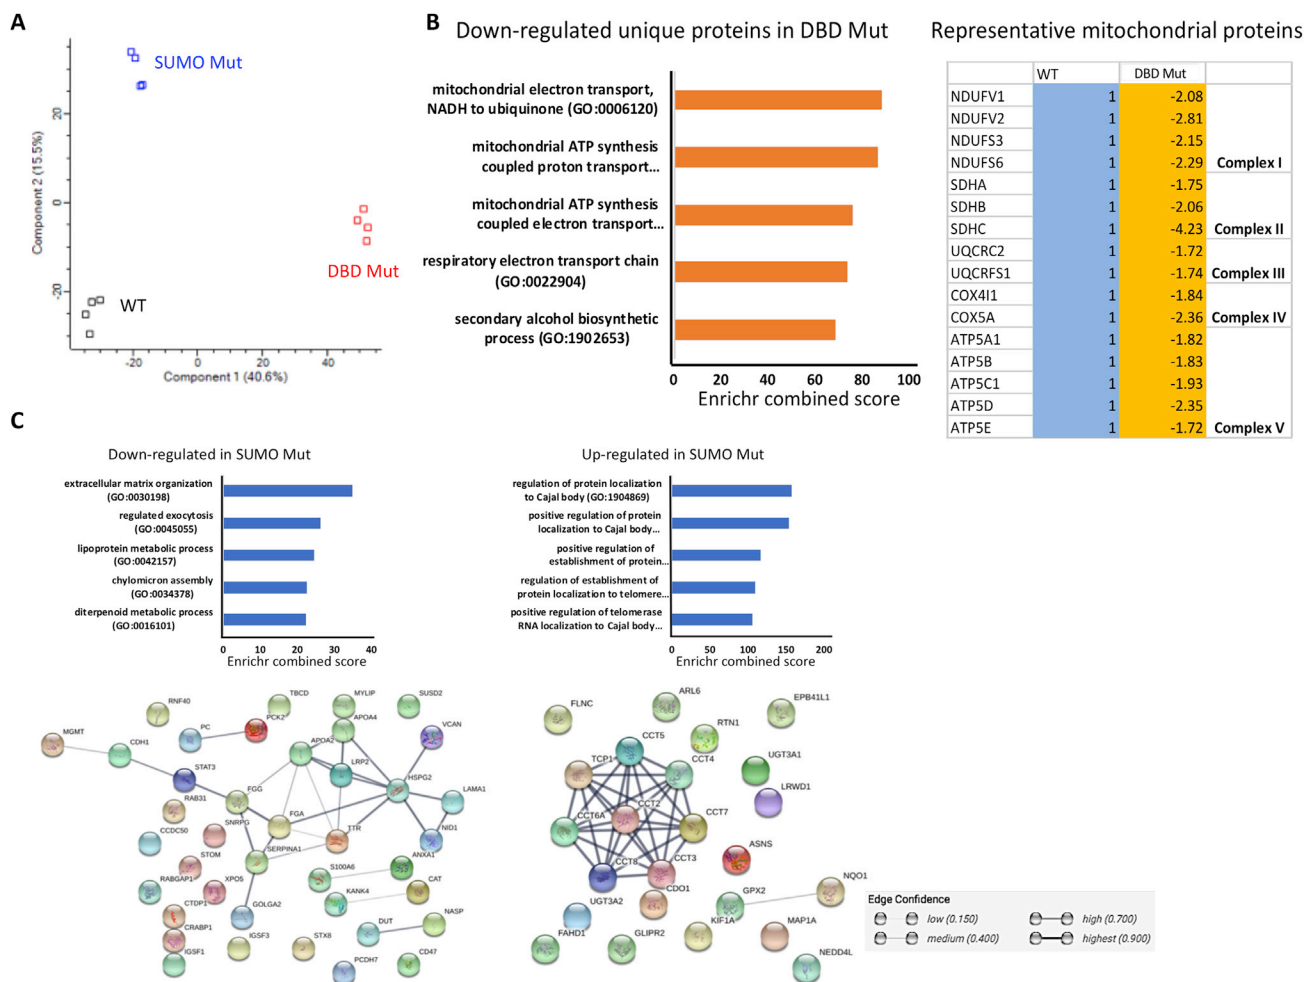 A
SUMO Mut
DBD Mut
WT
Component 2 (15.5%)
20
0
-20
-20
0
20
40
Component 1 (40.6%)
B
Down-regulated unique proteins in DBD Mut
mitochondrial electron transport,
NADH to ubiquinone (GO:0006120)
mitochondrial ATP synthesis
coupled proton transport...
mitochondrial ATP synthesis
coupled electron transport...
respiratory electron transport chain
(GO:0022904)
secondary alcohol biosynthetic
process (GO:1902653)
0 20 40 60 80 100
Enrichr combined score
Representative mitochondrial proteins
WT DBD Mut
NDUFV1 1 -2.08
NDUFV2 1 -2.81
NDUFS3 1 -2.15
NDUFS6 1 -2.29 Complex I
SDHA 1 -1.75
SDHB 1 -2.06
SDHC 1 -4.23 Complex II
UQCRC2 1 -1.72
UQCRFS1 1 -1.74 Complex III
COX4I1 1 -1.84
COX5A 1 -2.36 Complex IV
ATP5A1 1 -1.82
ATP5B 1 -1.83
ATP5C1 1 -1.93
ATP5D 1 -2.35
ATP5E 1 -1.72 Complex V
C
Down-regulated in SUMO Mut
extracellular matrix organization
(GO:0030198)
regulated exocytosis
(GO:0045055)
lipoprotein metabolic process
(GO:0042157)
chylomicron assembly
(GO:0034378)
diterpenoid metabolic process
(GO:0016101)
0 10 20 30 40
Enrichr combined score
Up-regulated in SUMO Mut
regulation of protein localization
to Cajal body (GO:1904869)
positive regulation of protein
localization to Cajal body...
positive regulation of
establishment of protein...
regulation of establishment of
protein localization to telomere...
positive regulation of telomerase
RNA localization to Cajal body...
0 50 100 150 200
Enrichr combined score
RNF40
TBCD
MYLIP
SUSD2
PC
PCK2
APOA4
VCAN
MGMT
CDH1
APOA2
LRP2
STAT3
HSPG2
RAB31
FGG
LAMA1
CCDC50
SNRPG
FGA
TTR
NID1
STOM
SERPINA1
S100A6
ANXA1
RABGAP1
XPO5
KANK4
CAT
CTDP1
GOLGA2
DUT
NASP
CRABP1
IGSF1
IGSF3
STX8
PCDH7
CD47
FLNC
ARL6
EPB41L1
RTN1
CCT5
TCP1
CCT4
UGT3A1
LRWD1
CCT2
CCT6A
CCT7
CCT8
CCT3
ASNS
UGT3A2
CDO1
GPX2
NQO1
FAHD1
GLIPR2
KIF1A
MAP1A
NEDD4L
Edge Confidence
low (0.150)
high (0.700)
medium (0.400)
highest (0.900)